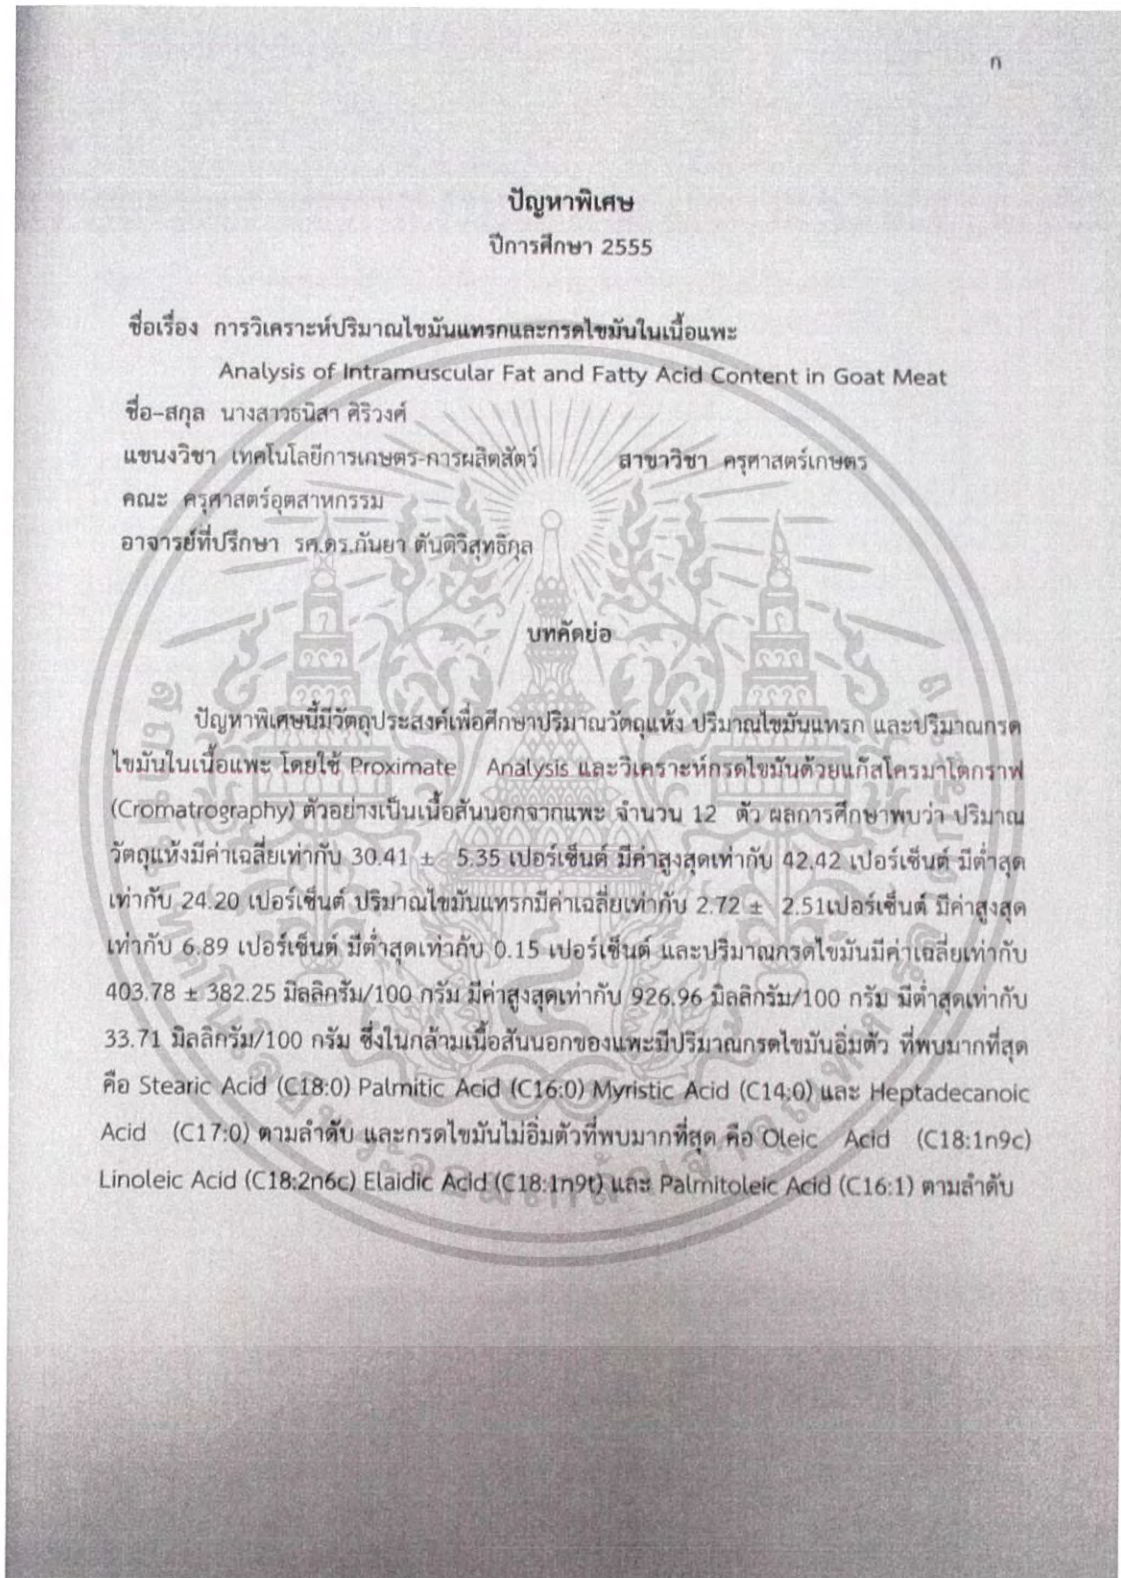 ก
ปัญหาพิเศษ
ปีการศึกษา 2555
ชื่อเรื่อง การวิเคราะห์ปริมาณไขมันแทรกและกรดไขมันในเนื้อแพะ
Analysis of Intramuscular Fat and Fatty Acid Content in Goat Meat
ชื่อ-สกุล นางสาวธนิสา ศิริวงศ์
แขนงวิชา เทคโนโลยีการเกษตร-การผลิตสัตว์ สาขาวิชา ครุศาสตร์เกษตร
คณะ ครุศาสตร์อุตสาหกรรม
อาจารย์ที่ปรึกษา รศ.ดร.กันยา ตันติวิสุทธิกุล
บทคัดย่อ
ปัญหาพิเศษนี้มีวัตถุประสงค์เพื่อศึกษาปริมาณวัตถุแห้ง ปริมาณไขมันแทรก และปริมาณกรด
ไขมันในเนื้อแพะ โดยใช้ Proximate Analysis และวิเคราะห์กรดไขมันด้วยแก๊สโครมาโตกราฟ
(Cromatrography) ตัวอย่างเป็นเนื้อสันนอกจากแพะ จำนวน 12 ตัว ผลการศึกษาพบว่า ปริมาณ
วัตถุแห้งมีค่าเฉลี่ยเท่ากับ 30.41 ± 5.35 เปอร์เซ็นต์ มีค่าสูงสุดเท่ากับ 42.42 เปอร์เซ็นต์ มีต่ำสุด
เท่ากับ 24.20 เปอร์เซ็นต์ ปริมาณไขมันแทรกมีค่าเฉลี่ยเท่ากับ 2.72 ± 2.51เปอร์เซ็นต์ มีค่าสูงสุด
เท่ากับ 6.89 เปอร์เซ็นต์ มีต่ำสุดเท่ากับ 0.15 เปอร์เซ็นต์ และปริมาณกรดไขมันมีค่าเฉลี่ยเท่ากับ
403.78 ± 382.25 มิลลิกรัม/100 กรัม มีค่าสูงสุดเท่ากับ 926.96 มิลลิกรัม/100 กรัม มีต่ำสุดเท่ากับ
33.71 มิลลิกรัม/100 กรัม ซึ่งในกล้ามเนื้อสันนอกของแพะมีปริมาณกรดไขมันอิ่มตัว ที่พบมากที่สุด
คือ Stearic Acid (C18:0) Palmitic Acid (C16:0) Myristic Acid (C14:0) และ Heptadecanoic
Acid (C17:0) ตามลำดับ และกรดไขมันไม่อิ่มตัวที่พบมากที่สุด คือ Oleic Acid (C18:1n9c)
Linoleic Acid (C18:2n6c) Elaidic Acid (C18:1n9t) และ Palmitoleic Acid (C16:1) ตามลำดับ